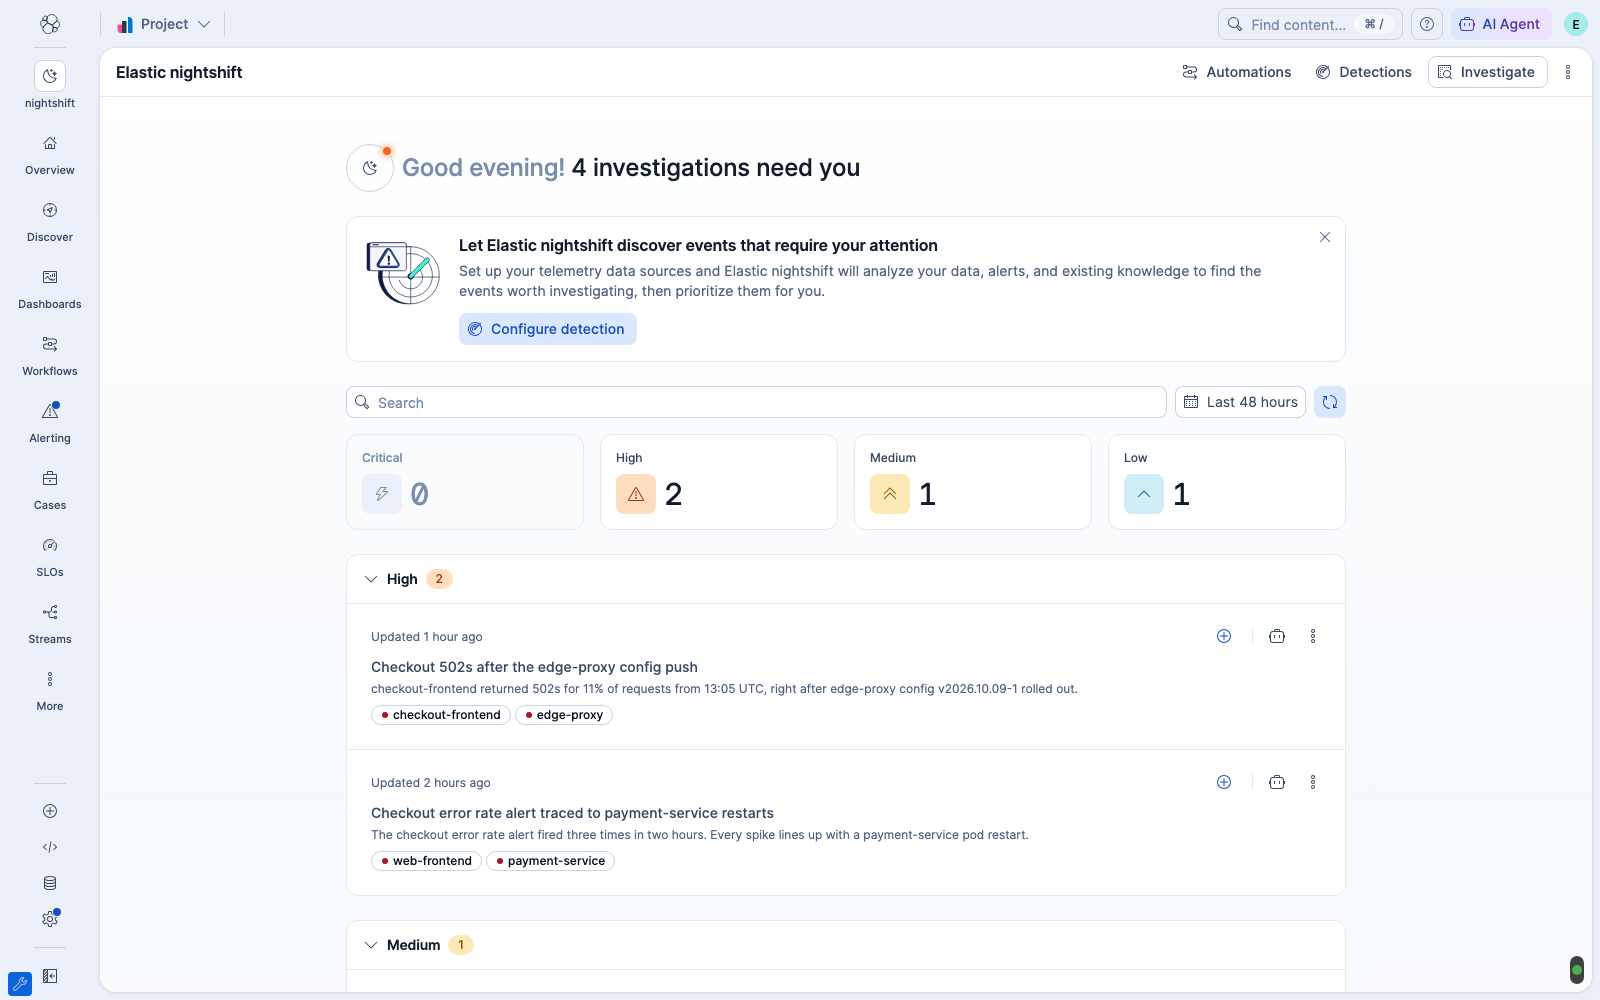 Project
Find content... ⌘ /
AI Agent
E
Elastic nightshift
Automations
Detections
Investigate
nightshift
Overview
Discover
Dashboards
Workflows
Alerting
Cases
SLOs
Streams
More
Good evening! 4 investigations need you
Let Elastic nightshift discover events that require your attention
Set up your telemetry data sources and Elastic nightshift will analyze your data, alerts, and existing knowledge to find the
events worth investigating, then prioritize them for you.
Configure detection
Search
Last 48 hours
Critical
0
High
2
Medium
1
Low
1
High 2
Updated 1 hour ago
Checkout 502s after the edge-proxy config push
checkout-frontend returned 502s for 11% of requests from 13:05 UTC, right after edge-proxy config v2026.10.09-1 rolled out.
checkout-frontend edge-proxy
Updated 2 hours ago
Checkout error rate alert traced to payment-service restarts
The checkout error rate alert fired three times in two hours. Every spike lines up with a payment-service pod restart.
web-frontend payment-service
Medium 1